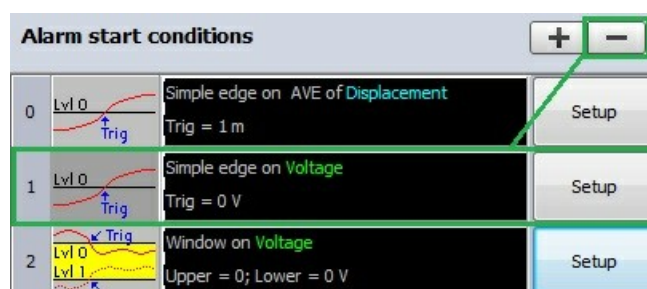 Alarm start conditions + −
0 Lvl 0 Trig Simple edge on AVE of Displacement Setup
Trig = 1 m
1 Lvl 0 Trig Simple edge on Voltage Setup
Trig = 0 V
2 Trig Lvl 0 Lvl 1 Window on Voltage Setup
Upper = 0; Lower = 0 V